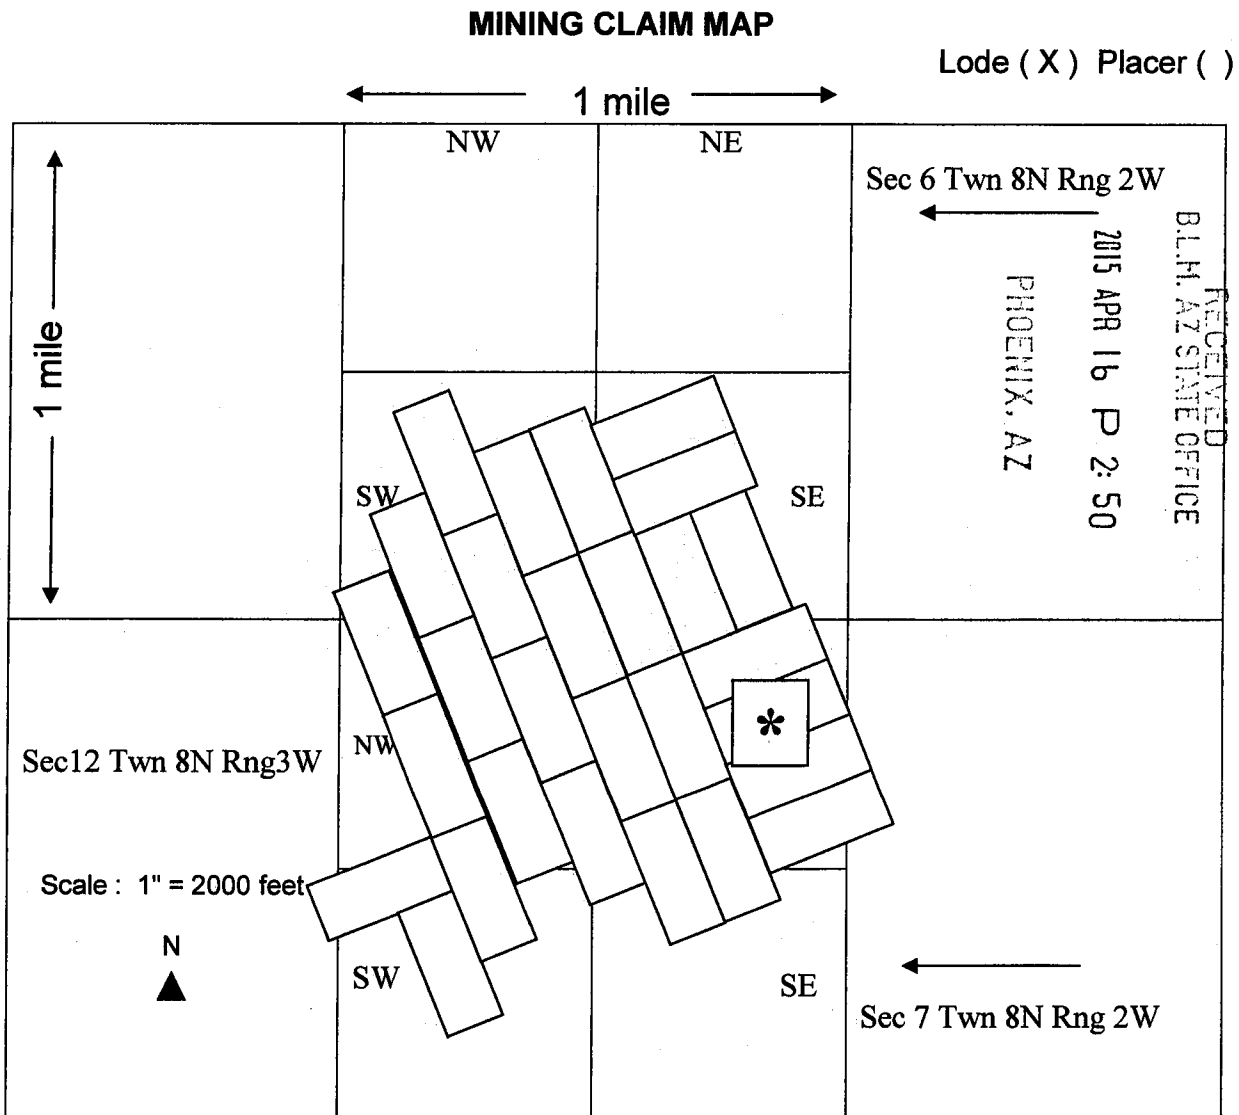 MINING CLAIM MAP
Lode ( X )  Placer (  )
1 mile
NW
NE
Sec 6 Twn 8N Rng 2W
RECEIVED
B.L.M. AZ STATE OFFICE
2015 APR 16 P 2:50
PHOENIX, AZ
1 mile
SW
SE
NW
*
Sec12 Twn 8N Rng3W
Scale :  1" = 2000 feet
N
SW
SE
Sec 7 Twn 8N Rng 2W